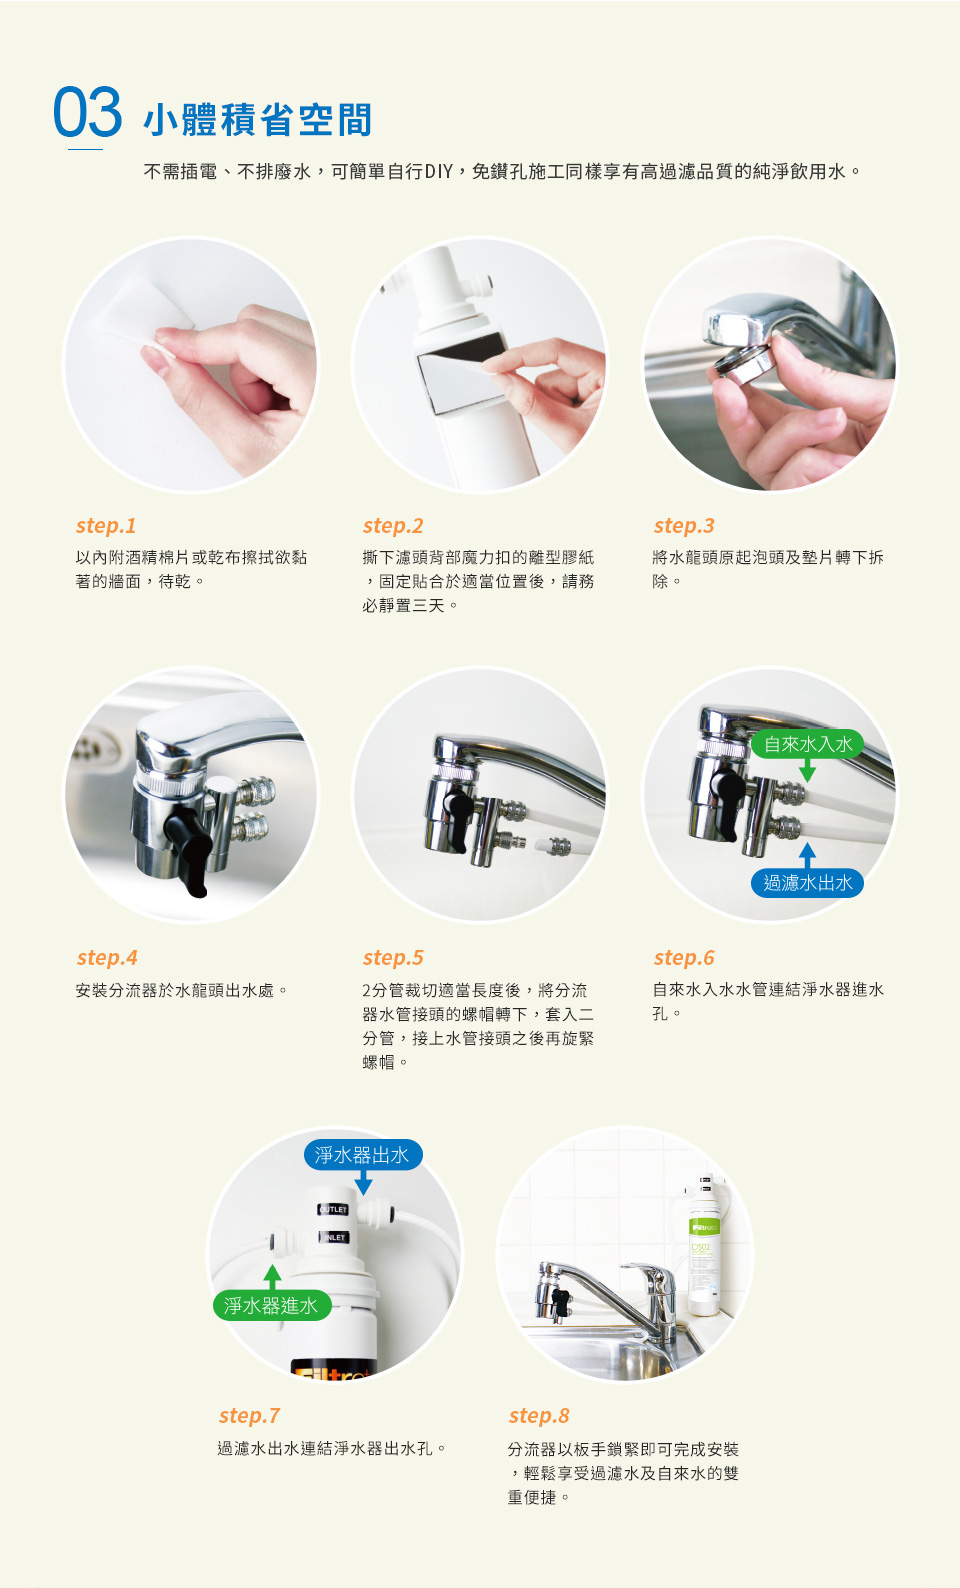 03 小體積省空間
不需插電、不排廢水，可簡單自行DIY，免鑽孔施工同樣享有高過濾品質的純淨飲用水。
step.1
以內附酒精棉片或乾布擦拭欲黏
著的牆面，待乾。
step.2
撕下濾頭背部魔力扣的離型膠紙
，固定貼合於適當位置後，請務
必靜置三天。
step.3
將水龍頭原起泡頭及墊片轉下拆
除。
自來水入水
過濾水出水
step.4
安裝分流器於水龍頭出水處。
step.5
2分管裁切適當長度後，將分流
器水管接頭的螺帽轉下，套入二
分管，接上水管接頭之後再旋緊
螺帽。
step.6
自來水入水水管連結淨水器進水
孔。
淨水器出水
OUTLET
INLET
淨水器進水
step.7
過濾水出水連結淨水器出水孔。
step.8
分流器以板手鎖緊即可完成安裝
，輕鬆享受過濾水及自來水的雙
重便捷。